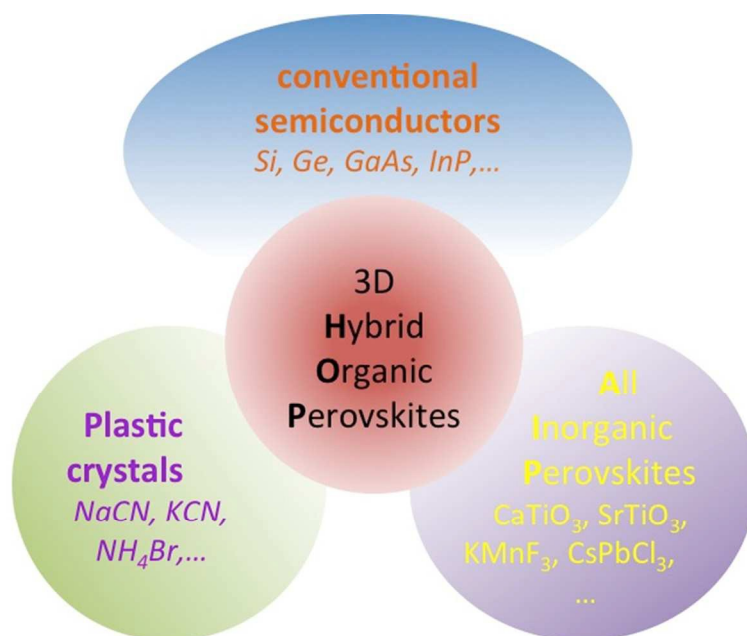 conventional
semiconductors
Si, Ge, GaAs, InP,...
3D
Hybrid
Organic
Perovskites
Plastic
crystals
NaCN, KCN,
NH₄Br,...
All
Inorganic
Perovskites
CaTiO₃, SrTiO₃,
KMnF₃, CsPbCl₃,
...